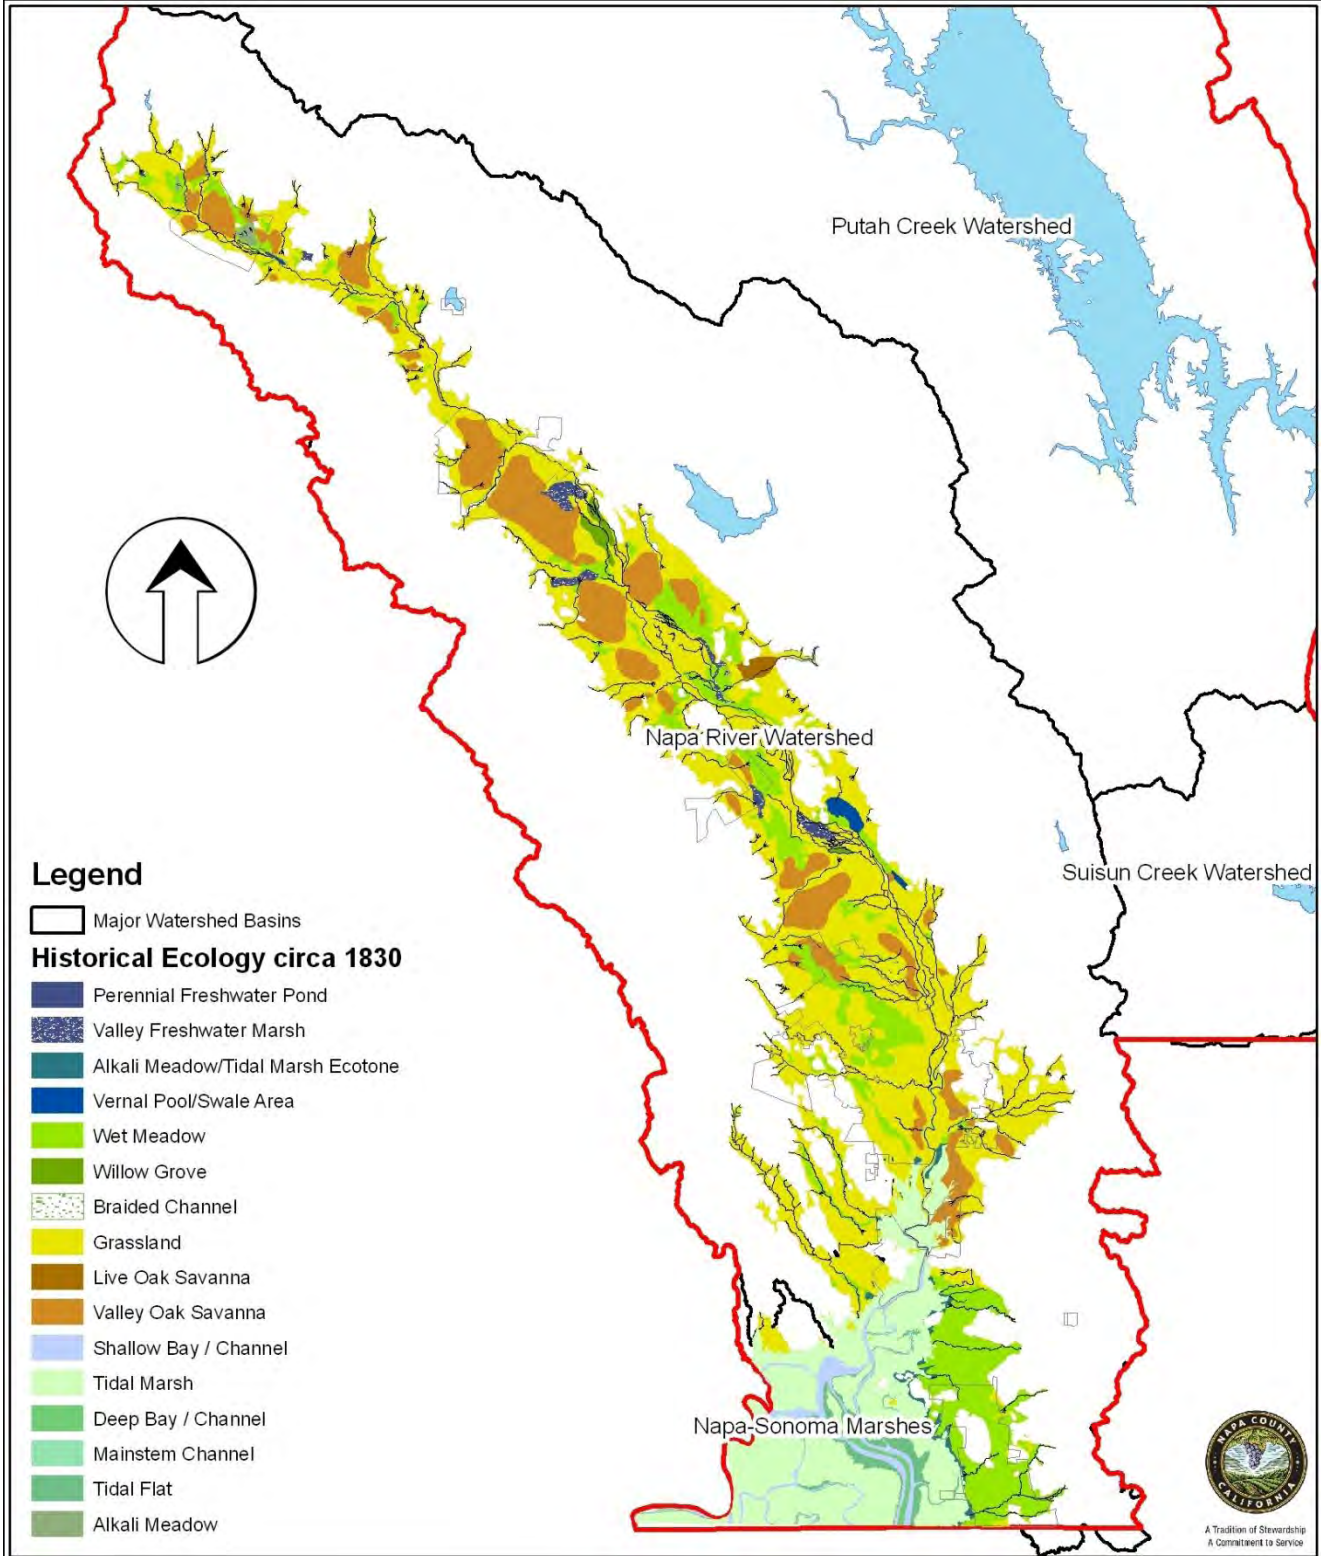 Putah Creek Watershed
Napa River Watershed
Suisun Creek Watershed
Napa-Sonoma Marshes
Legend
Major Watershed Basins
Historical Ecology circa 1830
Perennial Freshwater Pond
Valley Freshwater Marsh
Alkali Meadow/Tidal Marsh Ecotone
Vernal Pool/Swale Area
Wet Meadow
Willow Grove
Braided Channel
Grassland
Live Oak Savanna
Valley Oak Savanna
Shallow Bay / Channel
Tidal Marsh
Deep Bay / Channel
Mainstem Channel
Tidal Flat
Alkali Meadow
NAPA COUNTY
CALIFORNIA
A Tradition of Stewardship
A Commitment to Service